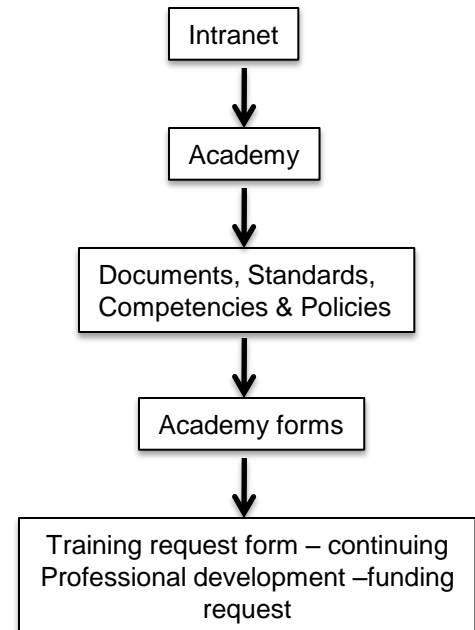 Intranet
Academy
Documents, Standards,
Competencies & Policies
Academy forms
Training request form – continuing
Professional development –funding
request